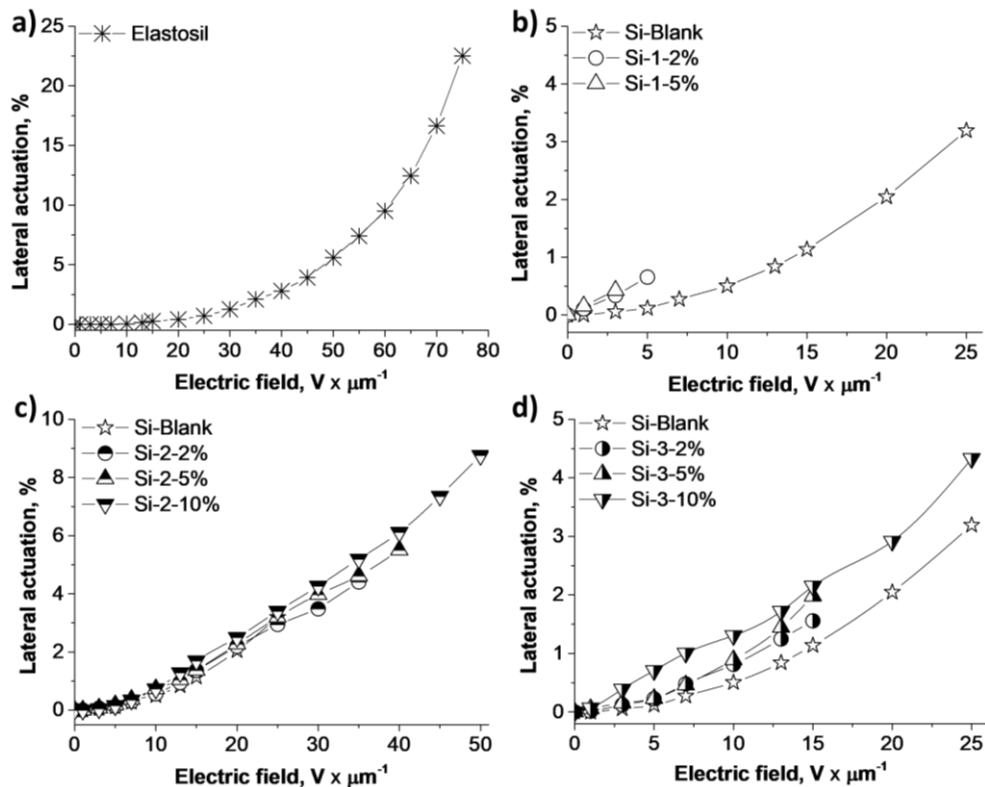 a)
Elastosil
25
20
15
10
5
0
Lateral actuation, %
0 10 20 30 40 50 60 70 80
Electric field, V x μm⁻¹
b)
Si-Blank
Si-1-2%
Si-1-5%
5
4
3
2
1
0
Lateral actuation, %
0 5 10 15 20 25
Electric field, V x μm⁻¹
c)
Si-Blank
Si-2-2%
Si-2-5%
Si-2-10%
10
8
6
4
2
0
Lateral actuation, %
0 10 20 30 40 50
Electric field, V x μm⁻¹
d)
Si-Blank
Si-3-2%
Si-3-5%
Si-3-10%
5
4
3
2
1
0
Lateral actuation, %
0 5 10 15 20 25
Electric field, V x μm⁻¹